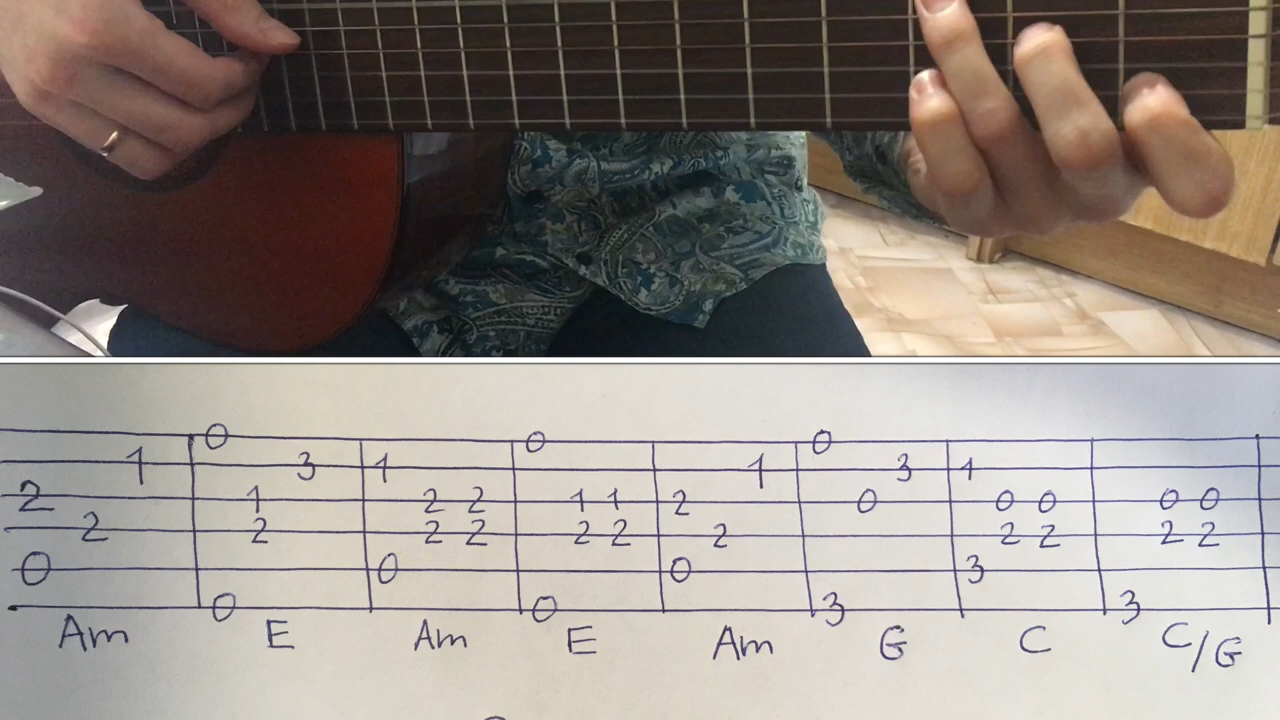 0 0 0
1 3 1 1 3 1
2 1 2 2 1 1 2 0 0 0 0 0
2 2 2 2 2 2 2 2 2 2 2
0 0 0 3
0 0 3 3
Am E Am E Am G C C/G